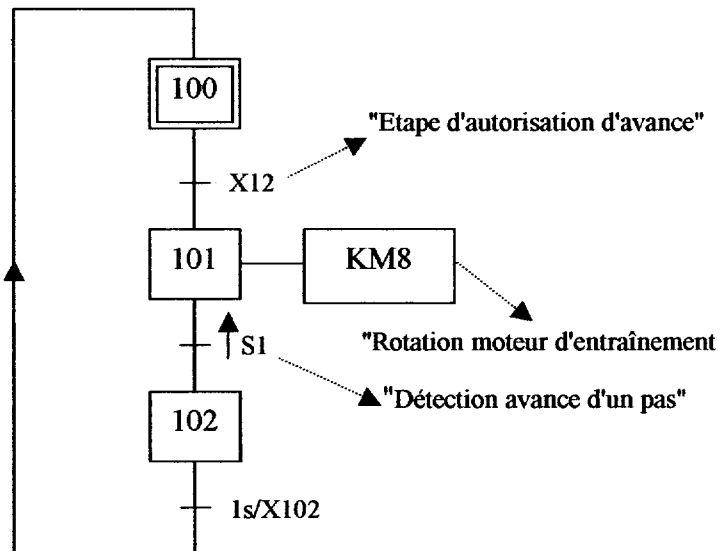 100
"Etape d'autorisation d'avance"
X12
101
KM8
"Rotation moteur d'entraînement
S1
"Détection avance d'un pas"
102
1s/X102